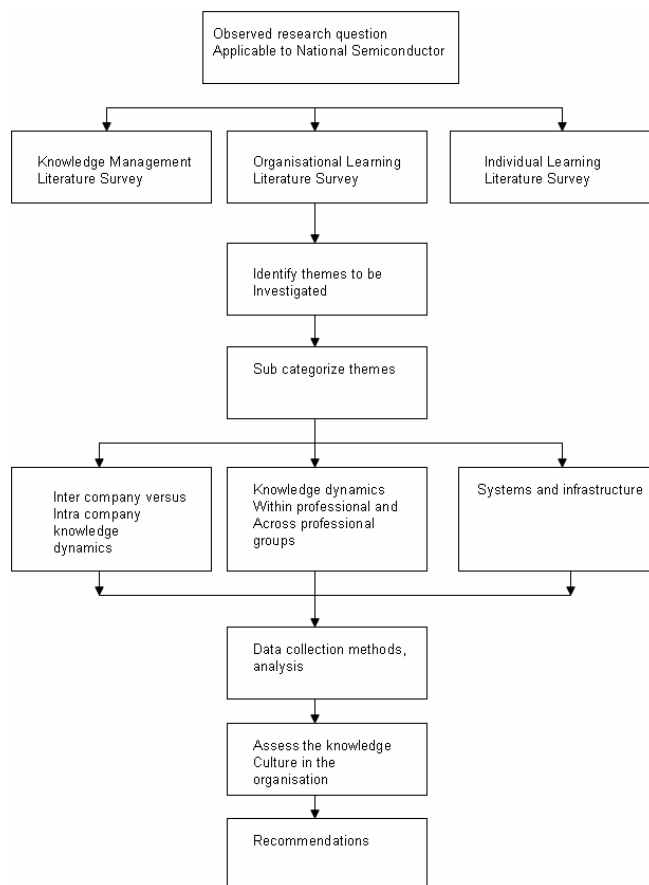 Observed research question
Applicable to National Semiconductor
Knowledge Management
Literature Survey
Organisational Learning
Literature Survey
Individual Learning
Literature Survey
Identify themes to be
Investigated
Sub categorize themes
Inter company versus
Intra company
knowledge
dynamics
Knowledge dynamics
Within professional and
Across professional
groups
Systems and infrastructure
Data collection methods,
analysis
Assess the knowledge
Culture in the
organisation
Recommendations